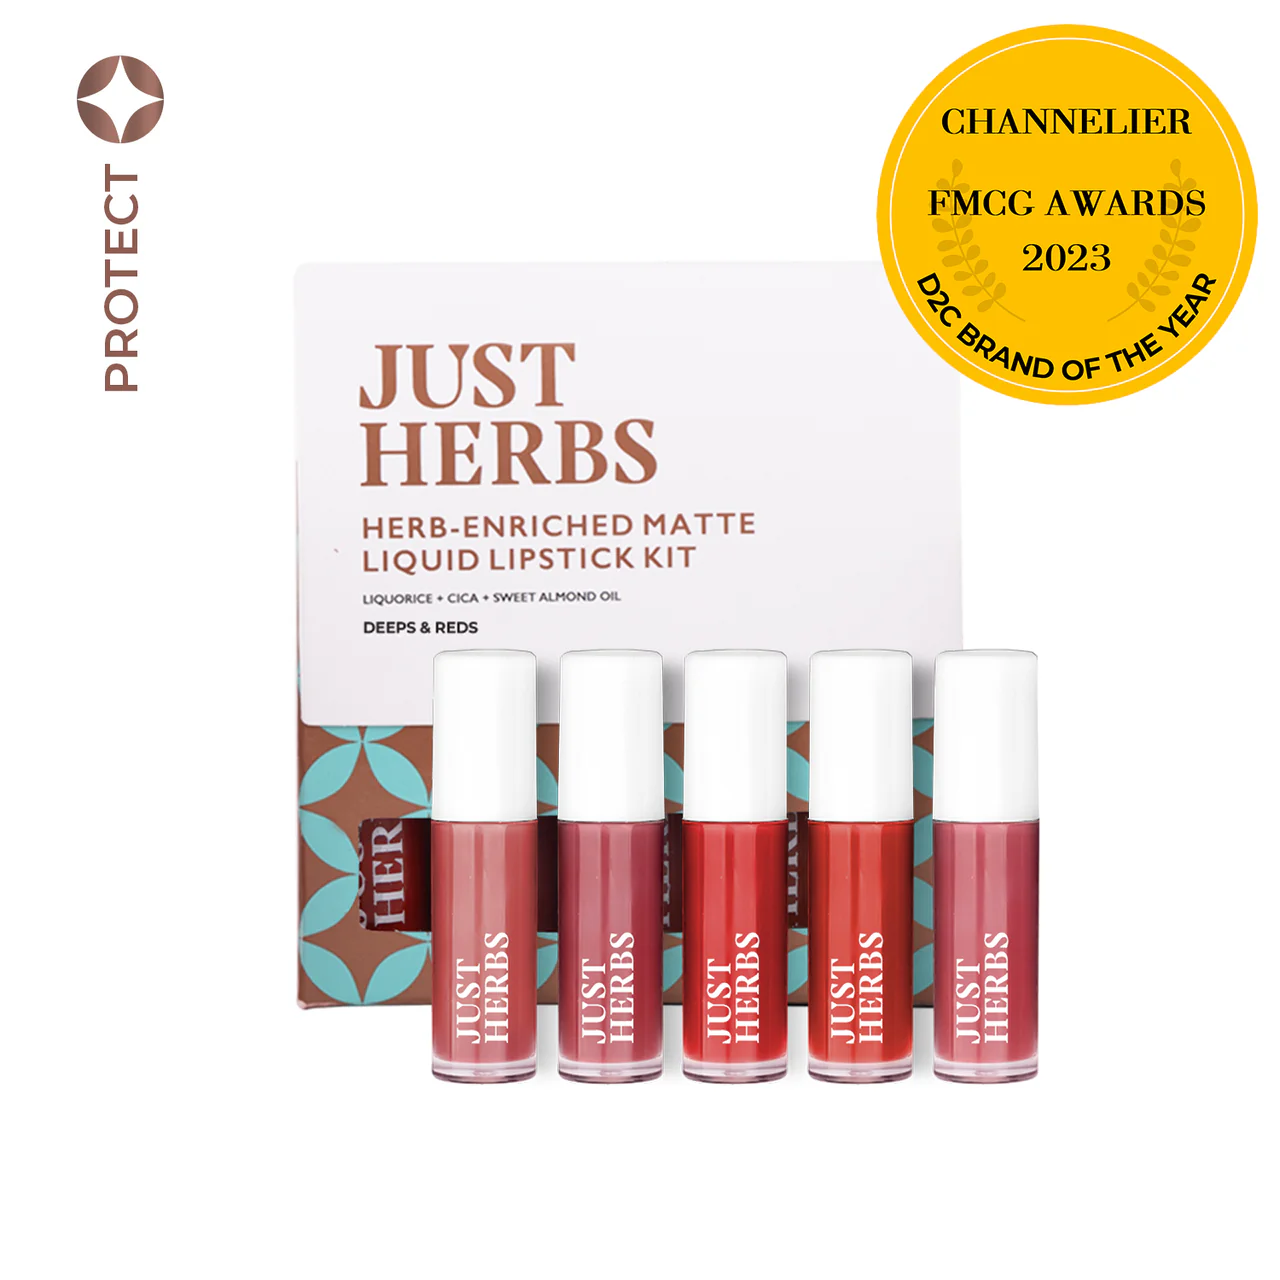 PROTECT
CHANNELIER
FMCG AWARDS
2023
D2C BRAND OF THE YEAR
JUST
HERBS
HERB-ENRICHED MATTE
LIQUID LIPSTICK KIT
LIQUORICE + CICA + SWEET ALMOND OIL
DEEPS & REDS
JUST
HERBS
JUST
HERBS
JUST
HERBS
JUST
HERBS
JUST
HERBS